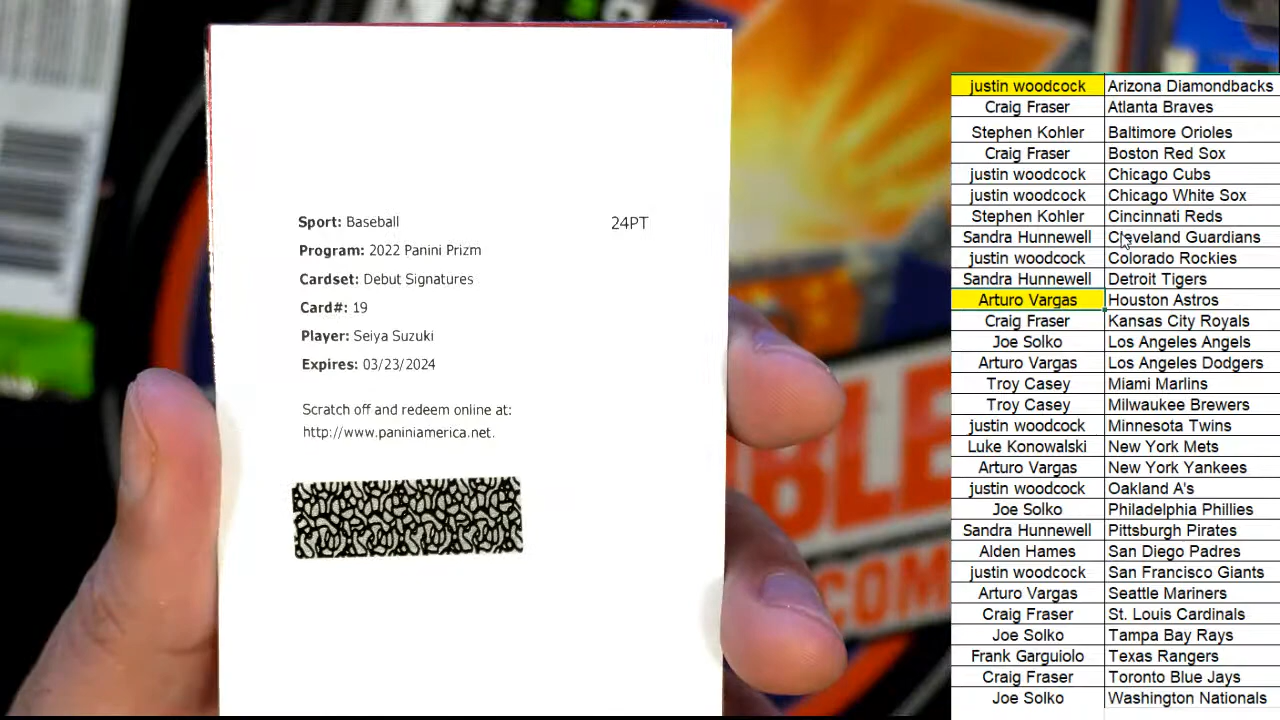 Sport: Baseball
24PT
Program: 2022 Panini Prizm
Cardset: Debut Signatures
Card#: 19
Player: Seiya Suzuki
Expires: 03/23/2024
Scratch off and redeem online at:
http://www.paniniamerica.net.
BLE
COM
justin woodcock Arizona Diamondbacks
Craig Fraser Atlanta Braves
Stephen Kohler Baltimore Orioles
Craig Fraser Boston Red Sox
justin woodcock Chicago Cubs
justin woodcock Chicago White Sox
Stephen Kohler Cincinnati Reds
Sandra Hunnewell Cleveland Guardians
justin woodcock Colorado Rockies
Sandra Hunnewell Detroit Tigers
Arturo Vargas Houston Astros
Craig Fraser Kansas City Royals
Joe Solko Los Angeles Angels
Arturo Vargas Los Angeles Dodgers
Troy Casey Miami Marlins
Troy Casey Milwaukee Brewers
justin woodcock Minnesota Twins
Luke Konowalski New York Mets
Arturo Vargas New York Yankees
justin woodcock Oakland A's
Joe Solko Philadelphia Phillies
Sandra Hunnewell Pittsburgh Pirates
Alden Hames San Diego Padres
justin woodcock San Francisco Giants
Arturo Vargas Seattle Mariners
Craig Fraser St. Louis Cardinals
Joe Solko Tampa Bay Rays
Frank Garguiolo Texas Rangers
Craig Fraser Toronto Blue Jays
Joe Solko Washington Nationals